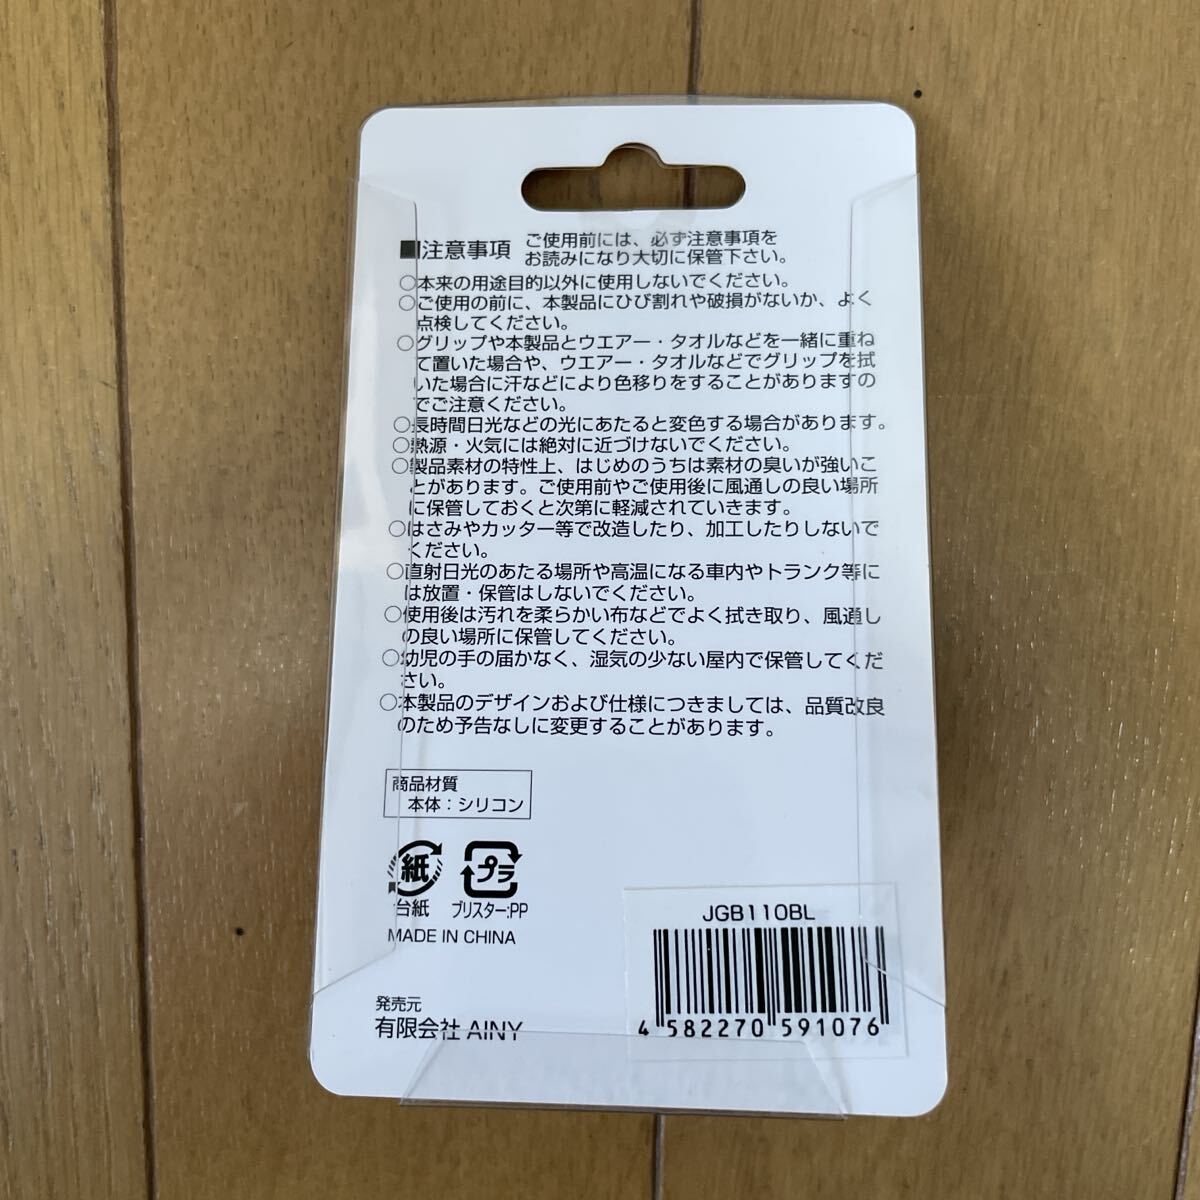 ■注意事項 ご使用前には、必ず注意事項を
お読みになり大切に保管下さい。
○本来の用途目的以外に使用しないでください。
○ご使用の前に、本製品にひび割れや破損がないか、よく
点検してください。
○グリップや本製品とウエアー・タオルなどを一緒に重ね
て置いた場合や、ウエアー・タオルなどでグリップを拭
いた場合に汗などにより色移りをすることがありますの
でご注意ください。
○長時間日光などの光にあたると変色する場合があります。
○熱源・火気には絶対に近づけないでください。
○製品素材の特性上、はじめのうちは素材の臭いが強いこ
とがあります。ご使用前やご使用後に風通しの良い場所
に保管しておくと次第に軽減されていきます。
○はさみやカッター等で改造したり、加工したりしないで
ください。
○直射日光のあたる場所や高温になる車内やトランク等に
は放置・保管はしないでください。
○使用後は汚れを柔らかい布などでよく拭き取り、風通し
の良い場所に保管してください。
○幼児の手の届かなく、湿気の少ない屋内で保管してくだ
さい。
○本製品のデザインおよび仕様につきましては、品質改良
のため予告なしに変更することがあります。
商品材質
本体：シリコン
紙 プラ
台紙 ブリスター:PP
MADE IN CHINA
発売元
有限会社 AINY
JGB110BL
4 582270 591076